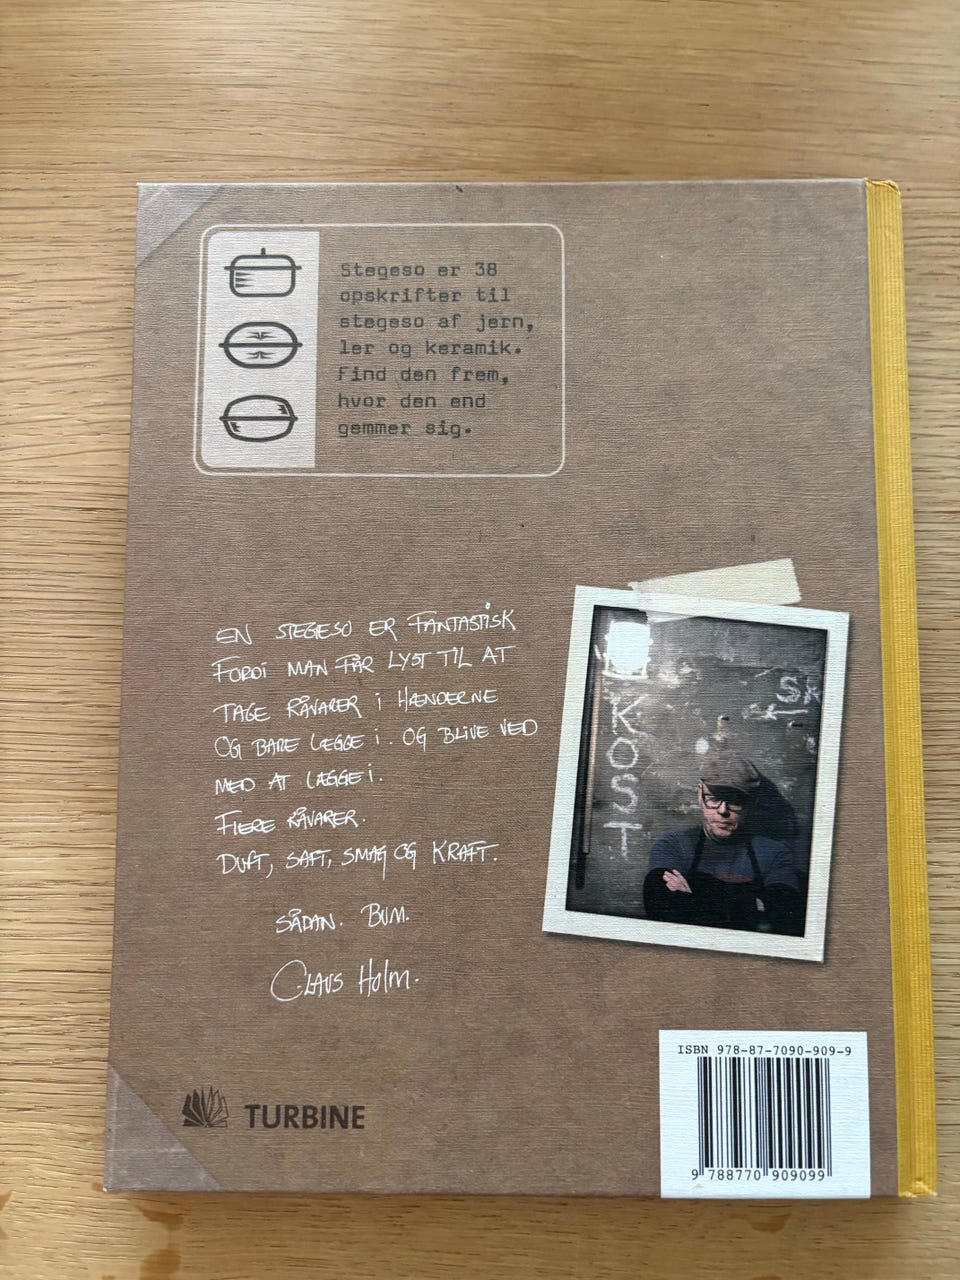 Stegeso er 38
opskrifter til
stegeso af jern,
ler og keramik.
Find den frem,
hvor den end
gemmer sig.
EN STEGESO ER FANTASTISK
FORDI MAN FÅR LYST TIL AT
TAGE RÅVARER I HÆNDERNE
OG BARE LÆGGE I. OG BLIVE VED
MED AT LÆGGE I.
FLERE RÅVARER.
DUFT, SAFT, SMAG OG KRAFT.
SÅDAN. BUM.
CLAUS HOLM.
SK
KOST
TURBINE
ISBN 978-87-7090-909-9
9 788770 909099